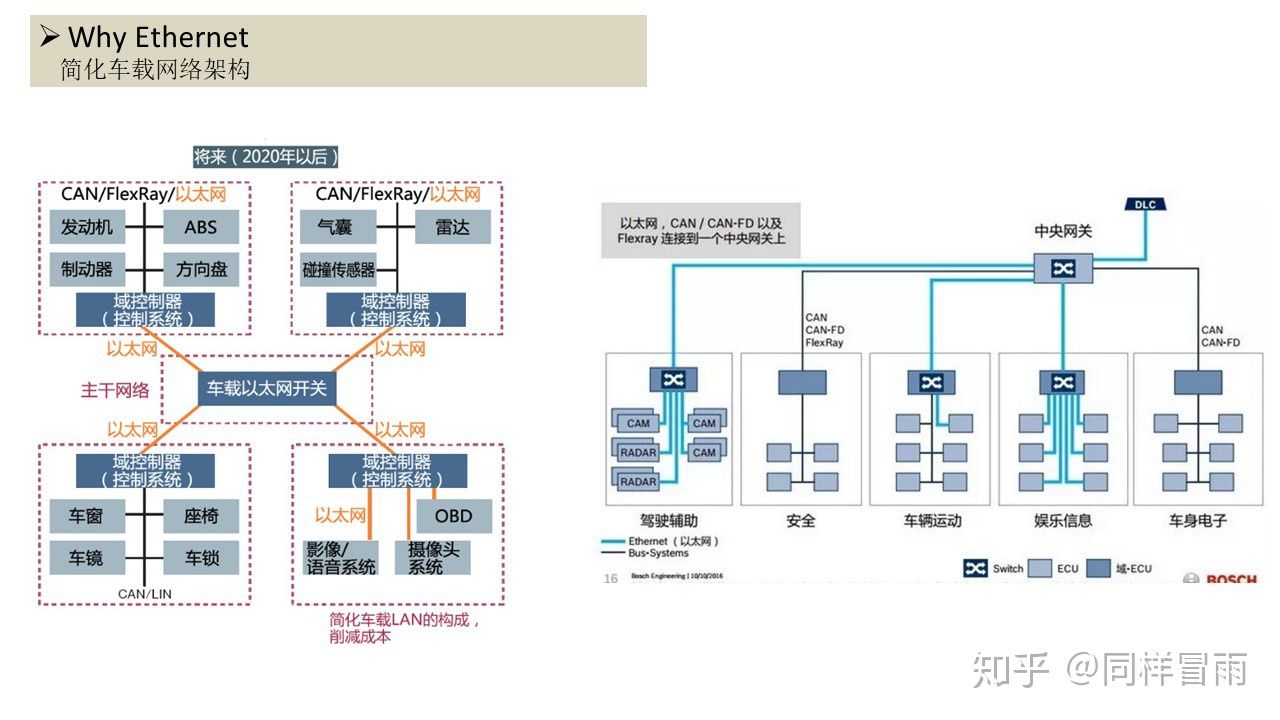 ➢ Why Ethernet
简化车载网络架构
将来（2020年以后）
CAN/FlexRay/以太网
发动机
ABS
制动器
方向盘
域控制器
（控制系统）
CAN/FlexRay/以太网
气囊
雷达
碰撞传感器
域控制器
（控制系统）
以太网
以太网
主干网络
车载以太网开关
以太网
以太网
域控制器
（控制系统）
车窗
座椅
车镜
车锁
CAN/LIN
域控制器
（控制系统）
以太网
OBD
影像/
语音系统
摄像头
系统
简化车载LAN的构成，
削减成本
以太网，CAN / CAN-FD 以及
Flexray 连接到一个中央网关上
DLC
中央网关
CAN
CAN-FD
FlexRay
CAN
CAN-FD
CAM
CAM
RADAR
CAM
RADAR
驾驶辅助
安全
车辆运动
娱乐信息
车身电子
Ethernet（以太网）
Bus-Systems
Switch
ECU
域-ECU
16
Bosch Engineering | 10/10/2016
BOSCH
知乎 @同样冒雨